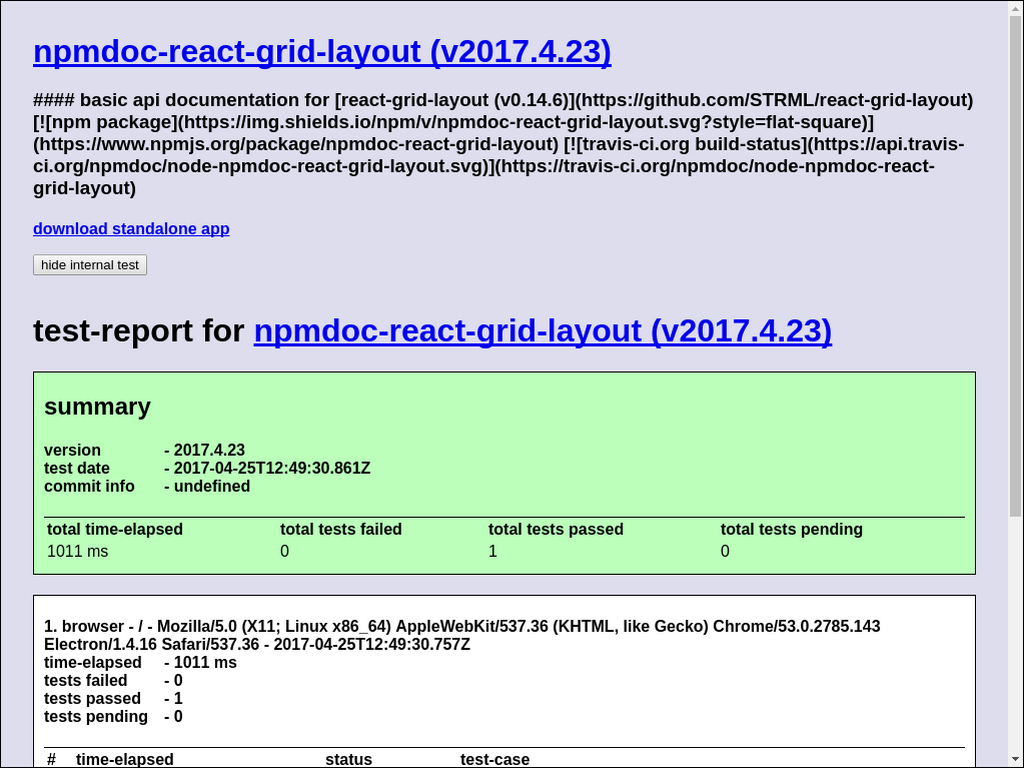 npmdoc-react-grid-layout (v2017.4.23)
#### basic api documentation for [react-grid-layout (v0.14.6)](https://github.com/STRML/react-grid-layout)
[![npm package](https://img.shields.io/npm/v/npmdoc-react-grid-layout.svg?style=flat-square)]
(https://www.npmjs.org/package/npmdoc-react-grid-layout) [![travis-ci.org build-status](https://api.travis-
ci.org/npmdoc/node-npmdoc-react-grid-layout.svg)](https://travis-ci.org/npmdoc/node-npmdoc-react-
grid-layout)
download standalone app
hide internal test
test-report for npmdoc-react-grid-layout (v2017.4.23)
summary
version - 2017.4.23
test date - 2017-04-25T12:49:30.861Z
commit info - undefined
total time-elapsed total tests failed total tests passed total tests pending
1011 ms 0 1 0
1. browser - / - Mozilla/5.0 (X11; Linux x86_64) AppleWebKit/537.36 (KHTML, like Gecko) Chrome/53.0.2785.143
Electron/1.4.16 Safari/537.36 - 2017-04-25T12:49:30.757Z
time-elapsed - 1011 ms
tests failed - 0
tests passed - 1
tests pending - 0
# time-elapsed status test-case